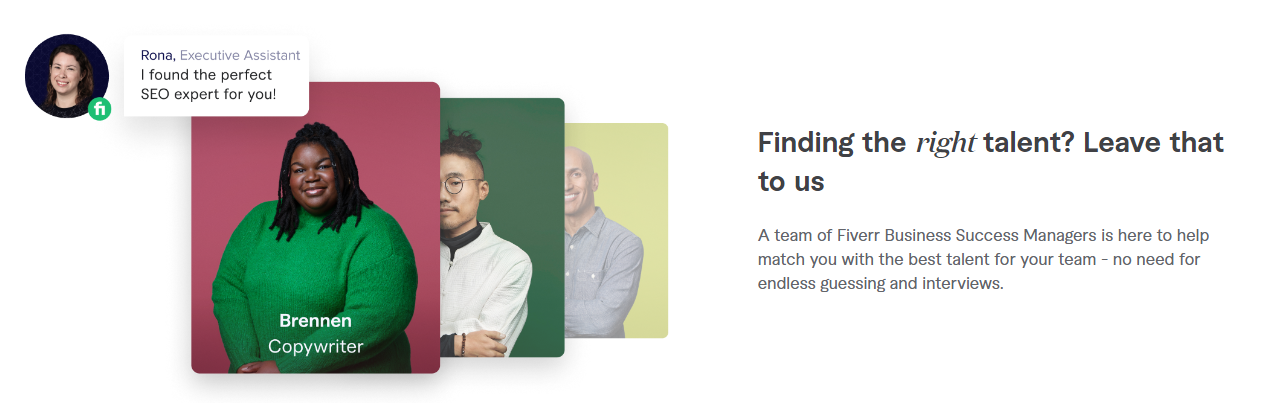 Rona, Executive Assistant
I found the perfect
SEO expert for you!
fi
Brennen
Copywriter
Finding the right talent? Leave that
to us
A team of Fiverr Business Success Managers is here to help
match you with the best talent for your team - no need for
endless guessing and interviews.